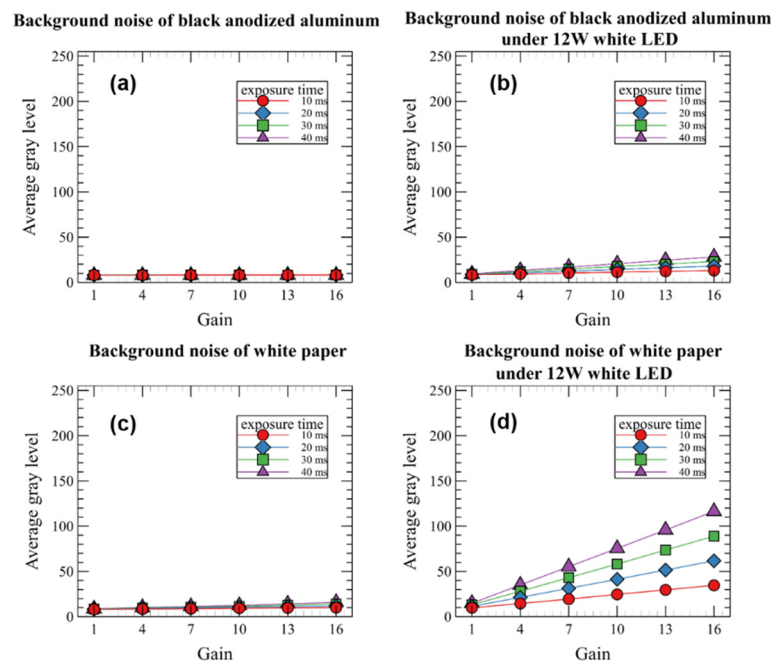 Background noise of black anodized aluminum
(a)
exposure time
10 ms
20 ms
30 ms
40 ms
Average gray level
250
200
150
100
50
0
1 4 7 10 13 16
Gain
Background noise of black anodized aluminum
under 12W white LED
(b)
exposure time
10 ms
20 ms
30 ms
40 ms
Average gray level
250
200
150
100
50
0
1 4 7 10 13 16
Gain
Background noise of white paper
(c)
exposure time
10 ms
20 ms
30 ms
40 ms
Average gray level
250
200
150
100
50
0
1 4 7 10 13 16
Gain
Background noise of white paper
under 12W white LED
(d)
exposure time
10 ms
20 ms
30 ms
40 ms
Average gray level
250
200
150
100
50
0
1 4 7 10 13 16
Gain